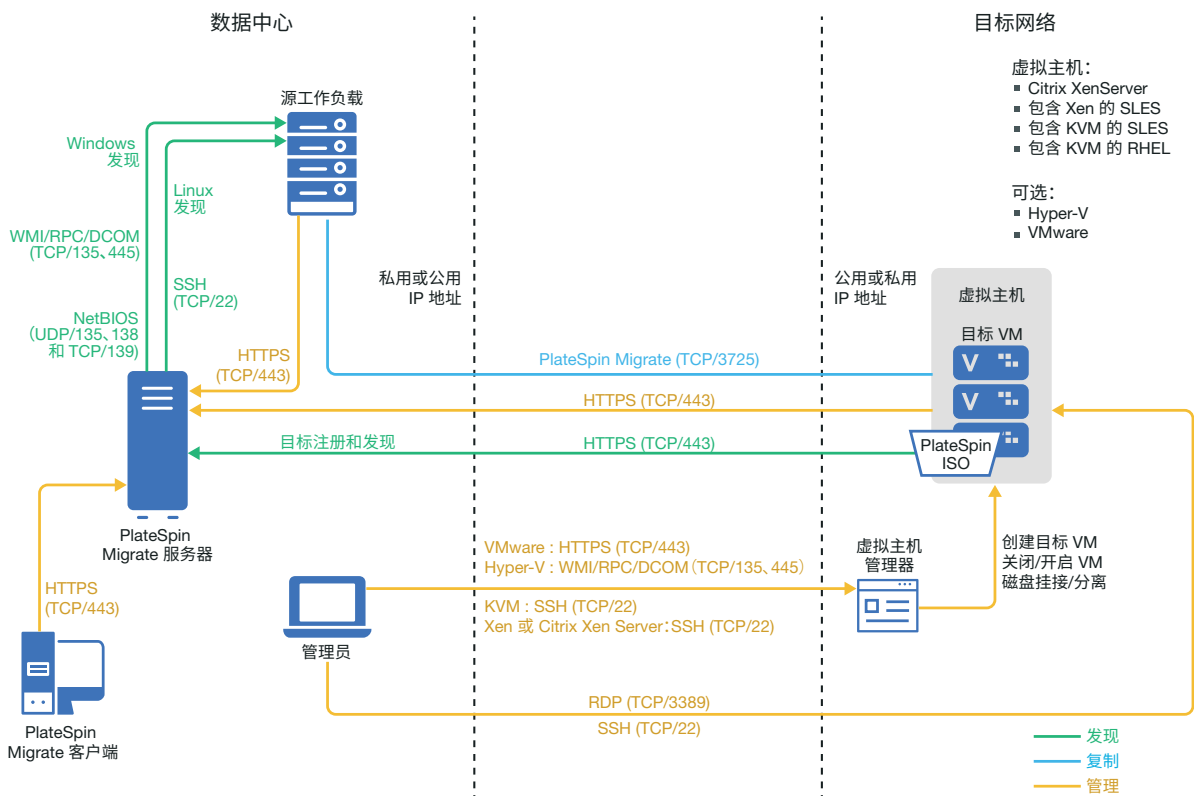 数据中心
目标网络
虚拟主机：
■ Citrix XenServer
■ 包含 Xen 的 SLES
■ 包含 KVM 的 SLES
■ 包含 KVM 的 RHEL
可选：
■ Hyper-V
■ VMware
源工作负载
Windows
发现
Linux
发现
WMI/RPC/DCOM
(TCP/135、445)
SSH
(TCP/22)
NetBIOS
（UDP/135、138
和 TCP/139)
HTTPS
(TCP/443)
私用或公用
IP 地址
公用或私用
IP 地址
虚拟主机
目标 VM
V
V
PlateSpin
ISO
PlateSpin Migrate (TCP/3725)
HTTPS (TCP/443)
目标注册和发现
HTTPS (TCP/443)
PlateSpin
Migrate 服务器
HTTPS
(TCP/443)
PlateSpin
Migrate 客户端
VMware : HTTPS (TCP/443)
Hyper-V : WMI/RPC/DCOM（TCP/135、445）
KVM : SSH (TCP/22)
Xen 或 Citrix Xen Server：SSH (TCP/22)
管理员
虚拟主机
管理器
创建目标 VM
关闭/开启 VM
磁盘挂接/分离
RDP (TCP/3389)
SSH (TCP/22)
发现
复制
管理